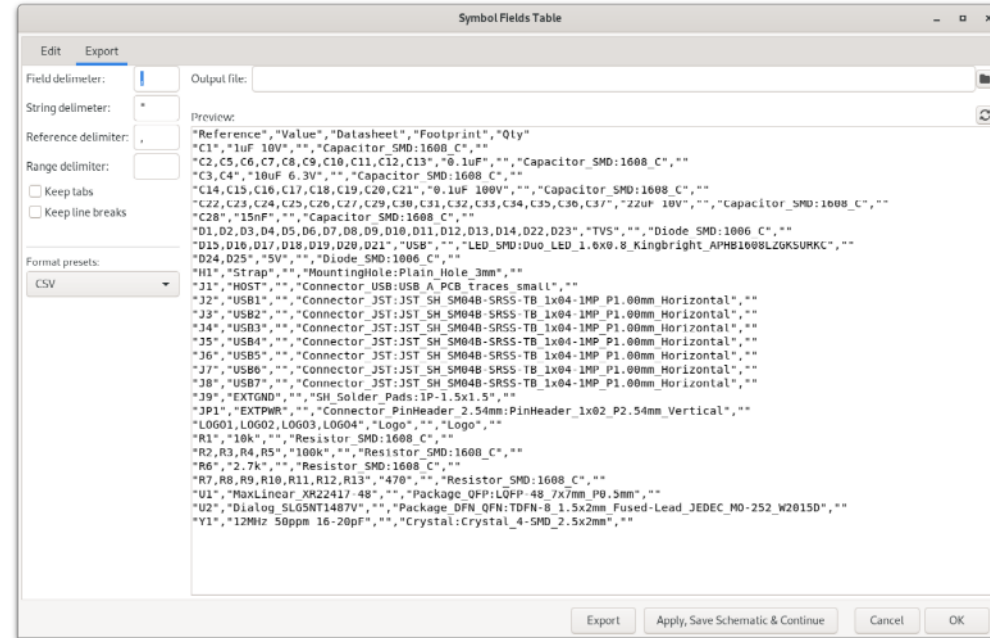 Symbol Fields Table
Edit Export
Field delimeter: ,
Output file:
String delimeter: "
Reference delimiter: ,
Range delimiter:
Keep tabs
Keep line breaks
Format presets:
CSV
Preview:
"Reference","Value","Datasheet","Footprint","Qty"
"C1","1uF 10V","","Capacitor_SMD:1608_C",""
"C2,C5,C6,C7,C8,C9,C10,C11,C12,C13","0.1uF","","Capacitor_SMD:1608_C",""
"C3,C4","10uF 6.3V","","Capacitor_SMD:1608_C",""
"C14,C15,C16,C17,C18,C19,C20,C21","0.1uF 100V","","Capacitor_SMD:1608_C",""
"C22,C23,C24,C25,C26,C27,C29,C30,C31,C32,C33,C34,C35,C36,C37","22uF 10V","","Capacitor_SMD:1608_C",""
"C28","15nF","","Capacitor_SMD:1608_C",""
"D1,D2,D3,D4,D5,D6,D7,D8,D9,D10,D11,D12,D13,D14,D22,D23","TVS","","Diode_SMD:1006_C",""
"D15,D16,D17,D18,D19,D20,D21","USB","","LED_SMD:Duo_LED_1.6x0.8_Kingbright_APHB1608LZGKSURKC",""
"D24,D25","5V","","Diode_SMD:1006_C",""
"H1","Strap","","MountingHole:Plain_Hole_3mm",""
"J1","HOST","","Connector_USB:USB_A_PCB_traces_small",""
"J2","USB1","","Connector_JST:JST_SH_SM04B-SRSS-TB_1x04-1MP_P1.00mm_Horizontal",""
"J3","USB2","","Connector_JST:JST_SH_SM04B-SRSS-TB_1x04-1MP_P1.00mm_Horizontal",""
"J4","USB3","","Connector_JST:JST_SH_SM04B-SRSS-TB_1x04-1MP_P1.00mm_Horizontal",""
"J5","USB4","","Connector_JST:JST_SH_SM04B-SRSS-TB_1x04-1MP_P1.00mm_Horizontal",""
"J6","USB5","","Connector_JST:JST_SH_SM04B-SRSS-TB_1x04-1MP_P1.00mm_Horizontal",""
"J7","USB6","","Connector_JST:JST_SH_SM04B-SRSS-TB_1x04-1MP_P1.00mm_Horizontal",""
"J8","USB7","","Connector_JST:JST_SH_SM04B-SRSS-TB_1x04-1MP_P1.00mm_Horizontal",""
"J9","EXTGND","","SH_Solder_Pads:1P-1.5x1.5",""
"JP1","EXTPWR","","Connector_PinHeader_2.54mm:PinHeader_1x02_P2.54mm_Vertical",""
"LOGO1,LOGO2,LOGO3,LOGO4","Logo","","Logo",""
"R1","10k","","Resistor_SMD:1608_C",""
"R2,R3,R4,R5","100k","","Resistor_SMD:1608_C",""
"R6","2.7k","","Resistor_SMD:1608_C",""
"R7,R8,R9,R10,R11,R12,R13","470","","Resistor_SMD:1608_C",""
"U1","MaxLinear_XR22417-48","","Package_QFP:LQFP-48_7x7mm_P0.5mm",""
"U2","Dialog_SLG5NT1487V","","Package_DFN_QFN:TDFN-8_1.5x2mm_Fused-Lead_JEDEC_MO-252_W2015D",""
"Y1","12MHz 50ppm 16-20pF","","Crystal:Crystal_4-SMD_2.5x2mm",""
Export Apply, Save Schematic & Continue Cancel OK